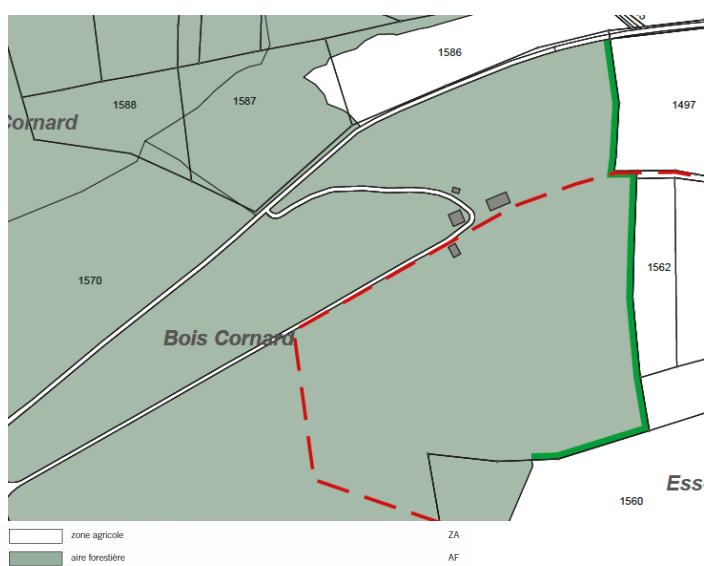 1586
1588
1587
1497
Cornard
1562
1570
Bois Cornard
Ess
1560
zone agricole ZA
aire forestière AF